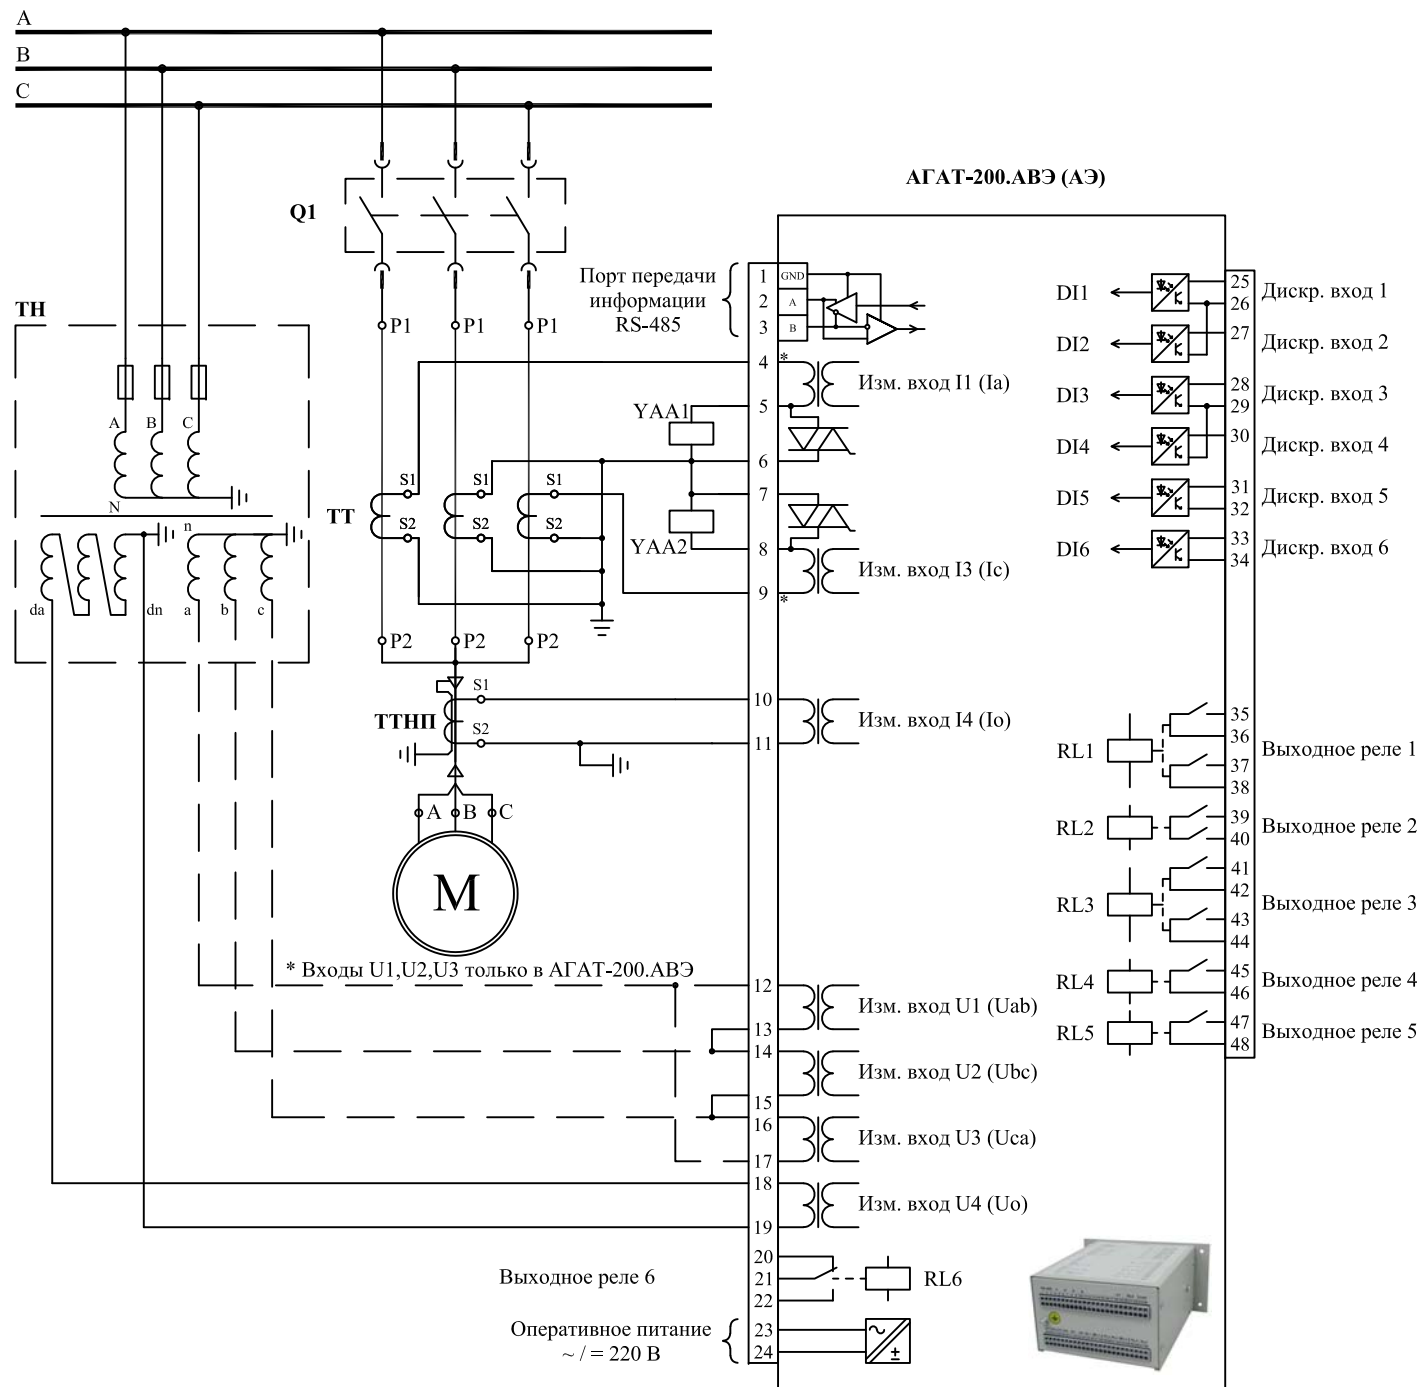 A
B
C
АГАТ-200.АВЭ (АЭ)
Q1
Порт передачи
информации
RS-485
1
GND
2
A
3
B
25
26
DI1
Дискр. вход 1
27
DI2
Дискр. вход 2
28
29
DI3
Дискр. вход 3
30
DI4
Дискр. вход 4
31
32
DI5
Дискр. вход 5
33
34
DI6
Дискр. вход 6
ТН
P1
P1
P1
4
*
Изм. вход I1 (Ia)
5
YAA1
A
B
C
6
7
S1
S1
S1
N
ТТ
S2
S2
S2
n
YAA2
8
Изм. вход I3 (Ic)
9
*
da
dn
a
b
c
P2
P2
P2
S1
10
ТТНП
Изм. вход I4 (Io)
S2
11
35
36
RL1
Выходное реле 1
37
38
39
RL2
Выходное реле 2
40
41
42
RL3
Выходное реле 3
43
44
45
RL4
Выходное реле 4
46
47
RL5
Выходное реле 5
48
A
B
C
M
* Входы U1,U2,U3 только в АГАТ-200.АВЭ
12
Изм. вход U1 (Uab)
13
14
Изм. вход U2 (Ubc)
15
16
Изм. вход U3 (Uca)
17
18
Изм. вход U4 (Uo)
19
20
Выходное реле 6
21
RL6
22
Оперативное питание
~ / = 220 В
23
~
24
±